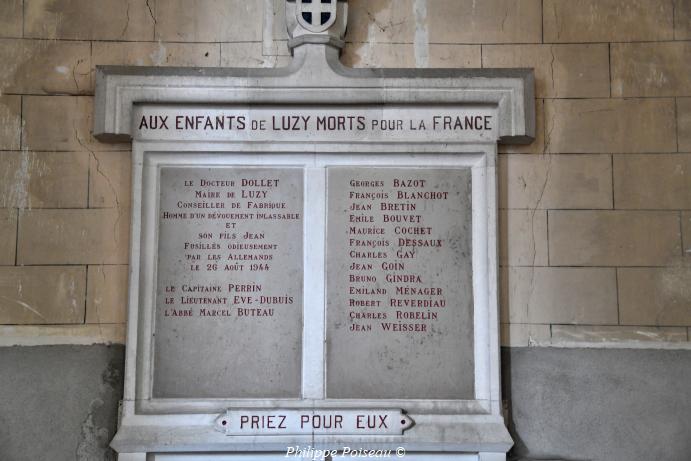 AUX ENFANTS DE LUZY MORTS POUR LA FRANCE
LE DOCTEUR DOLLET
MAIRE DE LUZY
CONSEILLER DE FABRIQUE
HOMME D'UN DÉVOUEMENT INLASSABLE
ET
SON FILS JEAN
FUSILLÉS ODIEUSEMENT
PAR LES ALLEMANDS
LE 26 AOÛT 1944
LE CAPITAINE PERRIN
LE LIEUTENANT EVE-DUBUIS
L'ABBÉ MARCEL BUTEAU
GEORGES BAZOT
FRANÇOIS BLANCHOT
JEAN BRETIN
EMILE BOUVET
MAURICE COCHET
FRANÇOIS DESSAUX
CHARLES GAY
JEAN GOIN
BRUNO GINDRA
EMILAND MÉNAGER
ROBERT REVERDIAU
CHARLES ROBELIN
JEAN WEISSER
PRIEZ POUR EUX
Philippe Poiseau ©